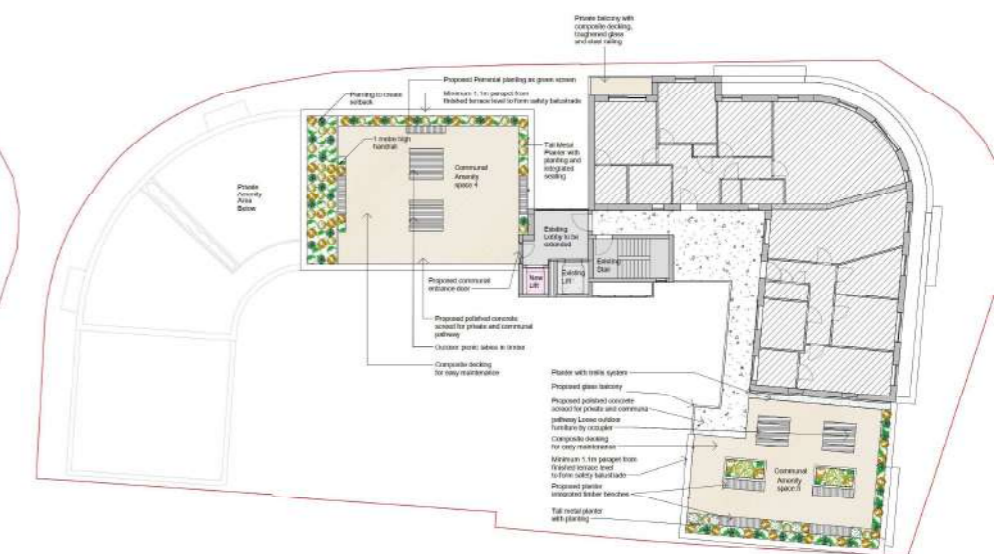 Private balcony with
composite decking,
toughened glass
and steel railing
Proposed Perennial planting as green screen
Minimum 1.1m parapet from
finished terrace level to form safety balustrade
Planting to create
setback
1 metre high
handrail
Tall Metal
Planter with
planting and
integrated
seating
Communal
Amenity
space 4
Private
Amenity
Area
Below
Existing
Lobby to be
extended
Existing
Stair
New
Lift
Existing
Lift
Proposed communal
entrance door
Proposed polished concrete
screed for private and communal
pathway
Outdoor picnic tables in timber
Composite decking
for easy maintenance
Planter with trellis system
Proposed glass balcony
Proposed polished concrete
screed for private and communa
pathway Loose outdoor
furniture by occupier
Composite decking
for easy maintenance
Minimum 1.1m parapet from
finished terrace level
to form safety balustrade
Proposed planter
integrated timber benches
Tall metal planter
with planting
Communal
Amenity
space